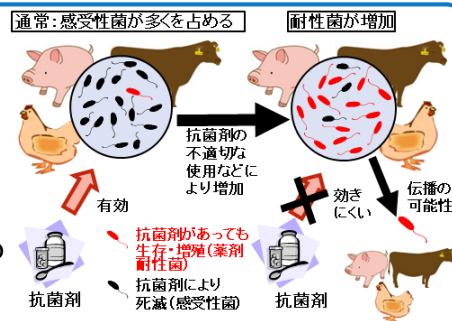 通常：感受性菌が多くを占める
耐性菌が増加
抗菌剤の
不適切な
使用などに
より増加
有効
効き
にくい
伝播の
可能性
抗菌剤があっても
生存・増殖(薬剤
耐性菌)
抗菌剤により
死滅(感受性菌)
抗菌剤
抗菌剤